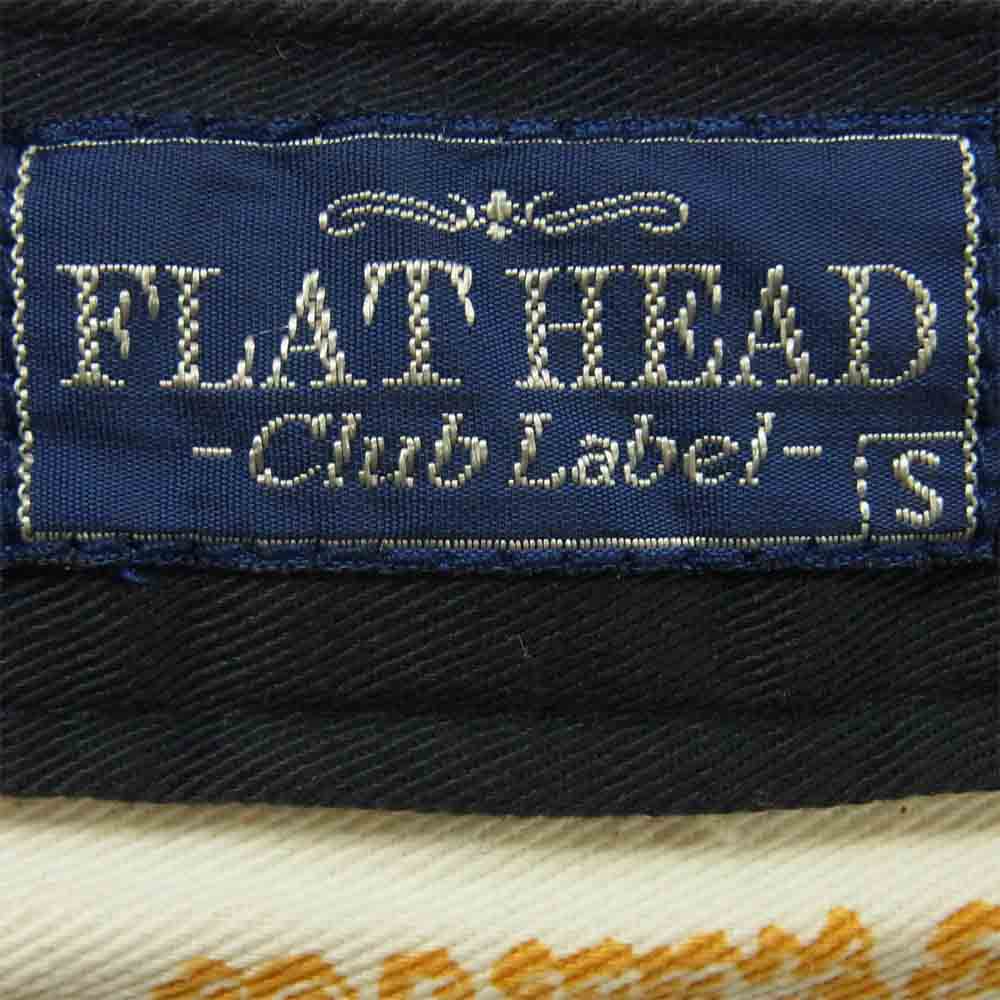 FLAT HEAD
-Club Label-
S